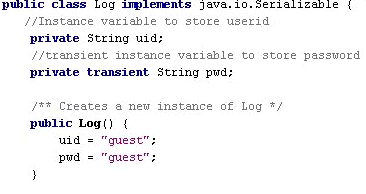 public class Log implements java.io.Serializable {
//Instance variable to store userid
private String uid;
//transient instance variable to store password
private transient String pwd;
/** Creates a new instance of Log */
public Log() {
uid = "guest";
pwd = "guest";
}